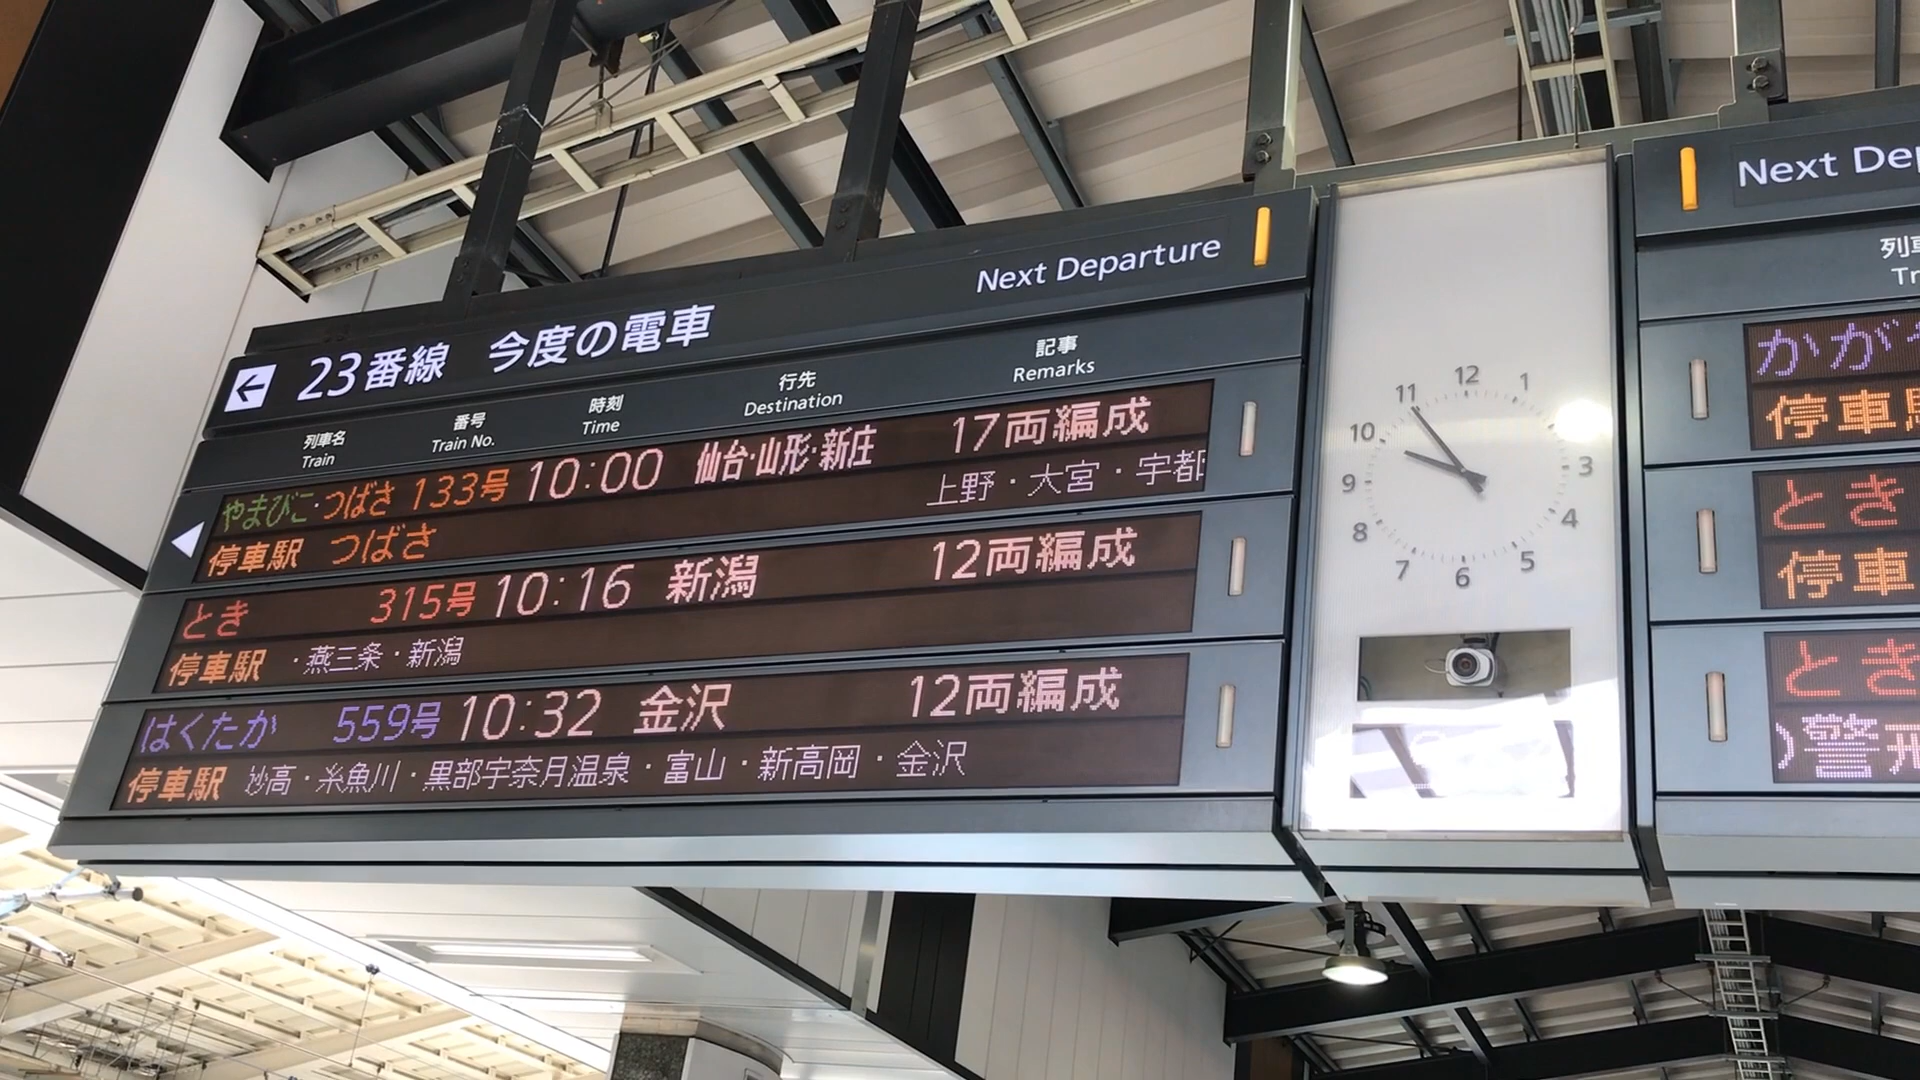 23番線 今度の電車 Next Departure
列車名 番号 時刻 行先 記事
Train Train No. Time Destination Remarks
やまびこ·つばさ 133号 10:00 仙台·山形·新庄 17両編成
上野・大宮・宇都
停車駅 つばさ
とき 315号 10:16 新潟 12両編成
停車駅 ・燕三条・新潟
はくたか 559号 10:32 金沢 12両編成
停車駅 妙高・糸魚川・黒部宇奈月温泉・富山・新高岡・金沢
12 1 3 4 5 6 7 8 9 10 11
Next De
列
Tr
かが
停車
とき
停車
とき
)警戒